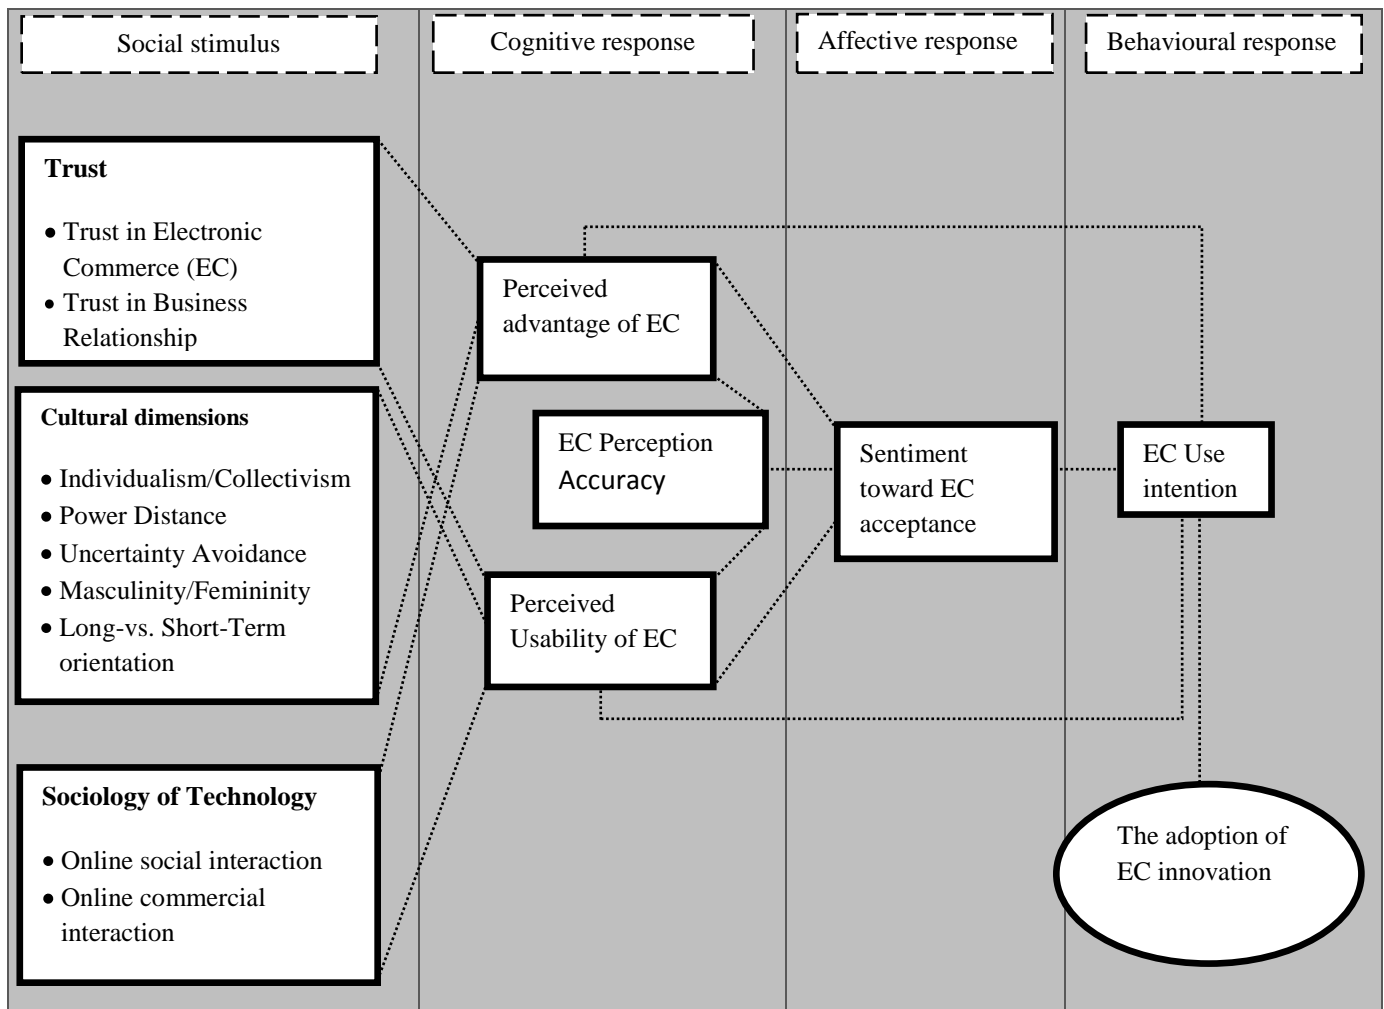 Social stimulus
Cognitive response
Affective response
Behavioural response
Trust
• Trust in Electronic
Commerce (EC)
• Trust in Business
Relationship
Cultural dimensions
• Individualism/Collectivism
• Power Distance
• Uncertainty Avoidance
• Masculinity/Femininity
• Long-vs. Short-Term
orientation
Sociology of Technology
• Online social interaction
• Online commercial
interaction
Perceived
advantage of EC
EC Perception
Accuracy
Perceived
Usability of EC
Sentiment
toward EC
acceptance
EC Use
intention
The adoption of
EC innovation